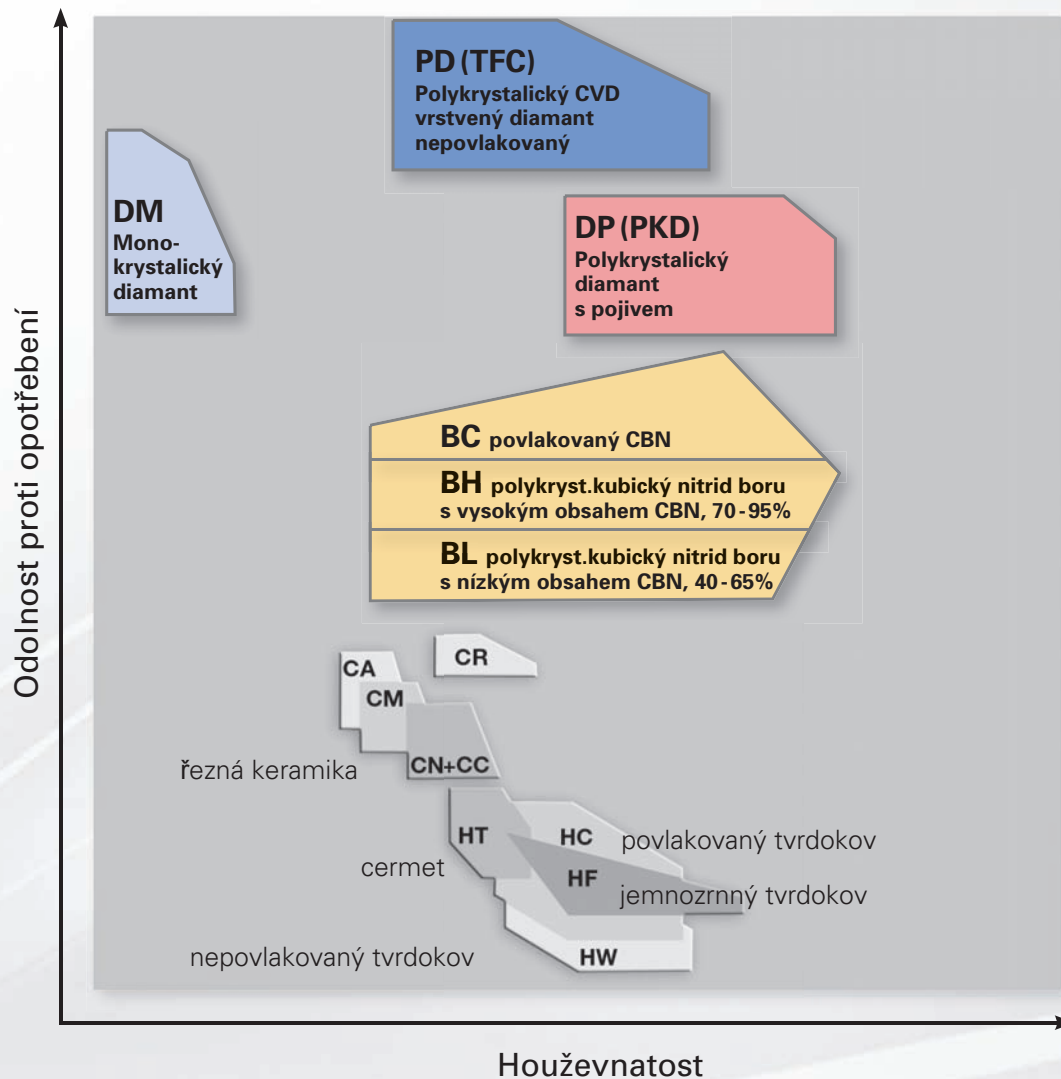 PD (TFC)
Polykrystalický CVD
vrstvený diamant
nepovlakovaný
DM
Mono-
krystalický
diamant
DP (PKD)
Polykrystalický
diamant
s pojivem
BC povlakovaný CBN
BH polykryst.kubický nitrid boru
s vysokým obsahem CBN, 70-95%
BL polykryst.kubický nitrid boru
s nízkým obsahem CBN, 40-65%
CR
CA
CM
CN+CC
řezná keramika
HT
HC
povlakovaný tvrdokov
cermet
HF
jemnozrnný tvrdokov
nepovlakovaný tvrdokov
HW
Odolnost proti opotřebení
Houževnatost